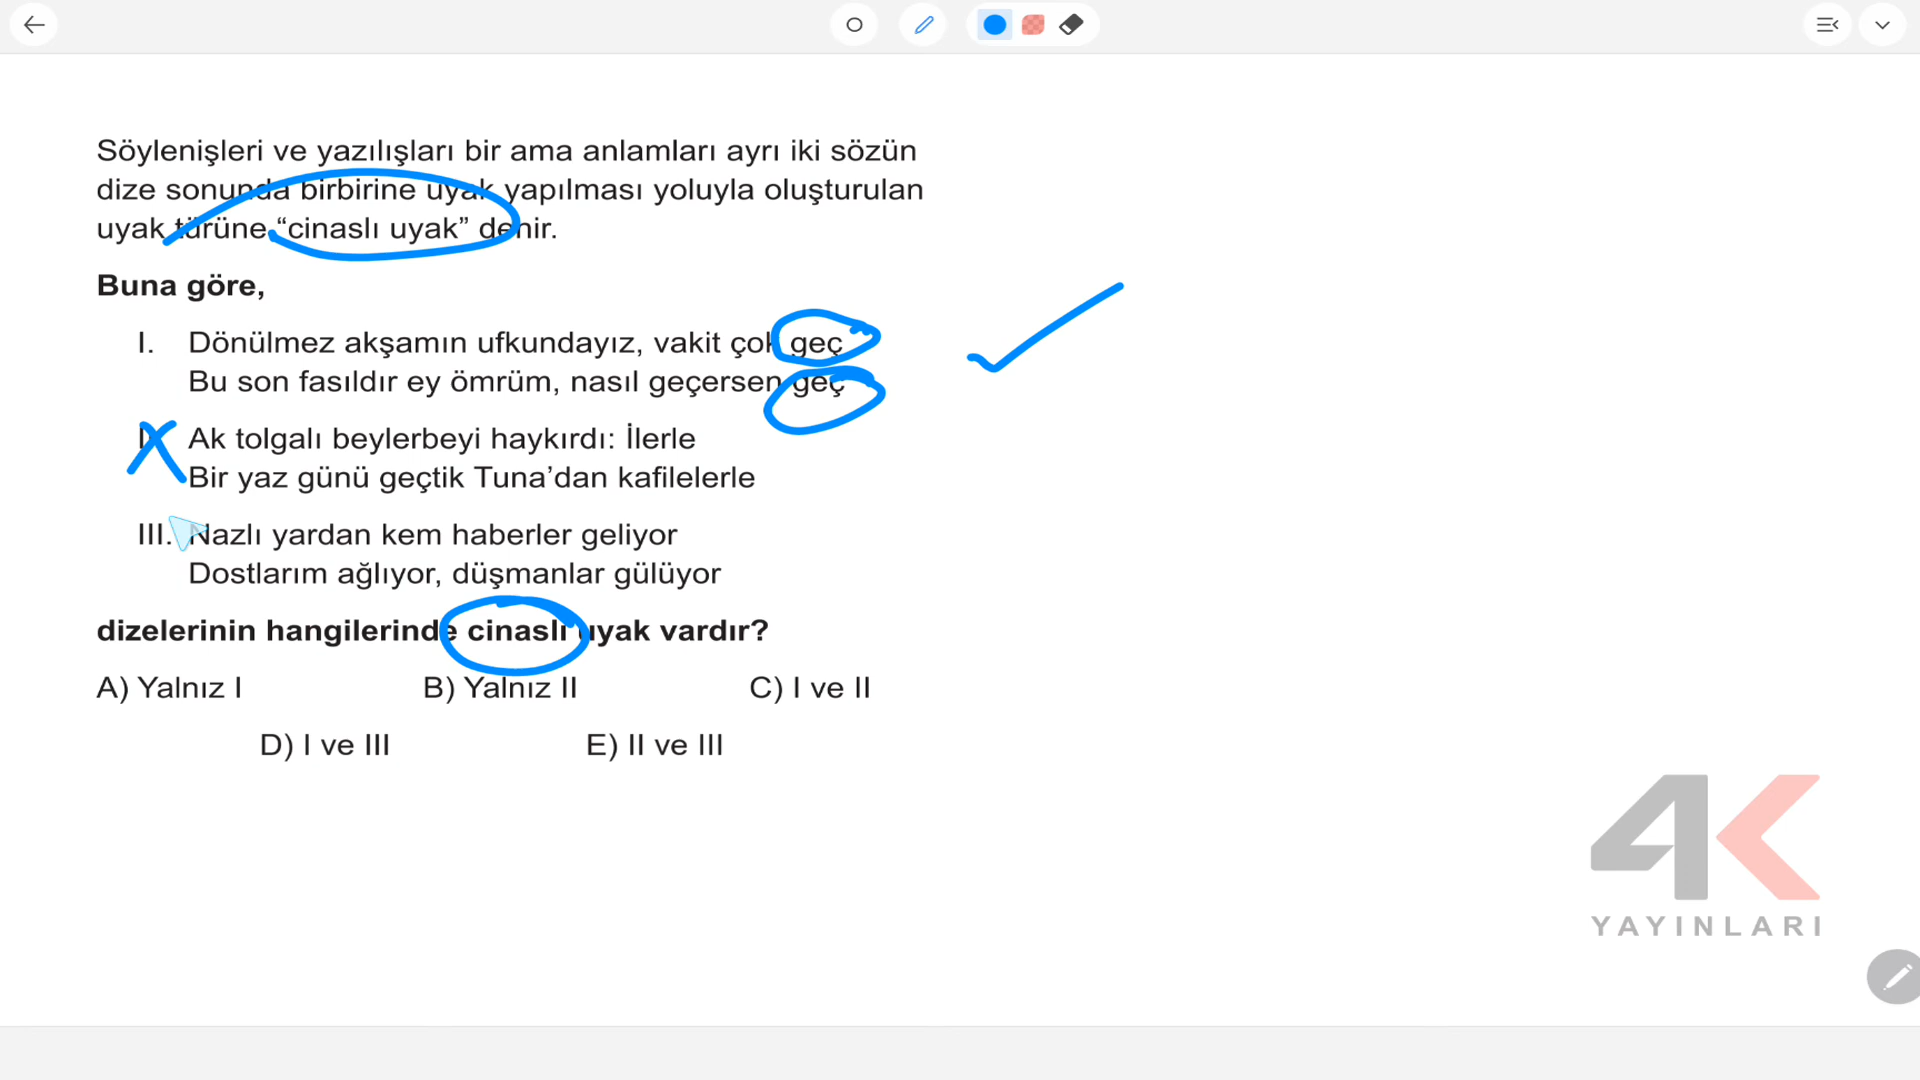 Söylenişleri ve yazılışları bir ama anlamları ayrı iki sözün
dize sonunda birbirine uyak yapılması yoluyla oluşturulan
uyak türüne “cinaslı uyak” denir.
Buna göre,
I. Dönülmez akşamın ufkundayız, vakit çok geç
Bu son fasıldır ey ömrüm, nasıl geçersen geç
Ak tolgalı beylerbeyi haykırdı: İlerle
Bir yaz günü geçtik Tuna’dan kafilelerle
III. Nazlı yardan kem haberler geliyor
Dostlarım ağlıyor, düşmanlar gülüyor
dizelerinin hangilerinde cinaslı uyak vardır?
A) Yalnız I B) Yalnız II C) I ve II
D) I ve III E) II ve III
4K
YAYINLARI